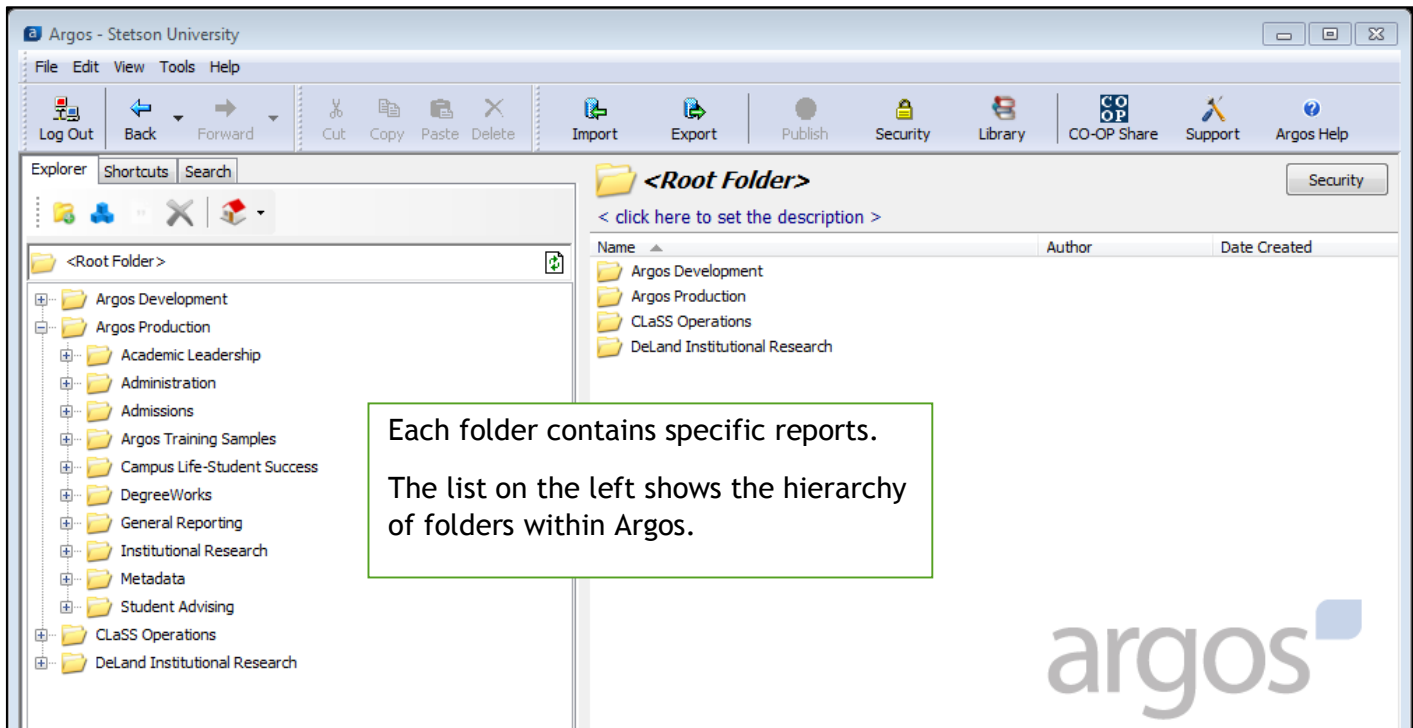 Argos - Stetson University
File Edit View Tools Help
Log Out Back Forward Cut Copy Paste Delete Import Export Publish Security Library CO-OP Share Support Argos Help
CO
OP
Explorer Shortcuts Search
<Root Folder>
Argos Development
Argos Production
Academic Leadership
Administration
Admissions
Argos Training Samples
Campus Life-Student Success
DegreeWorks
General Reporting
Institutional Research
Metadata
Student Advising
CLaSS Operations
DeLand Institutional Research
<Root Folder>
Security
< click here to set the description >
Name Author Date Created
Argos Development
Argos Production
CLaSS Operations
DeLand Institutional Research
Each folder contains specific reports.
The list on the left shows the hierarchy
of folders within Argos.
argos